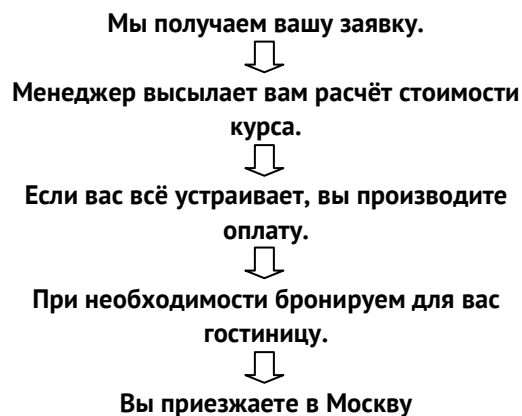 Мы получаем вашу заявку.
Менеджер высылает вам расчёт стоимости
курса.
Если вас всё устраивает, вы производите
оплату.
При необходимости бронируем для вас
гостиницу.
Вы приезжаете в Москву